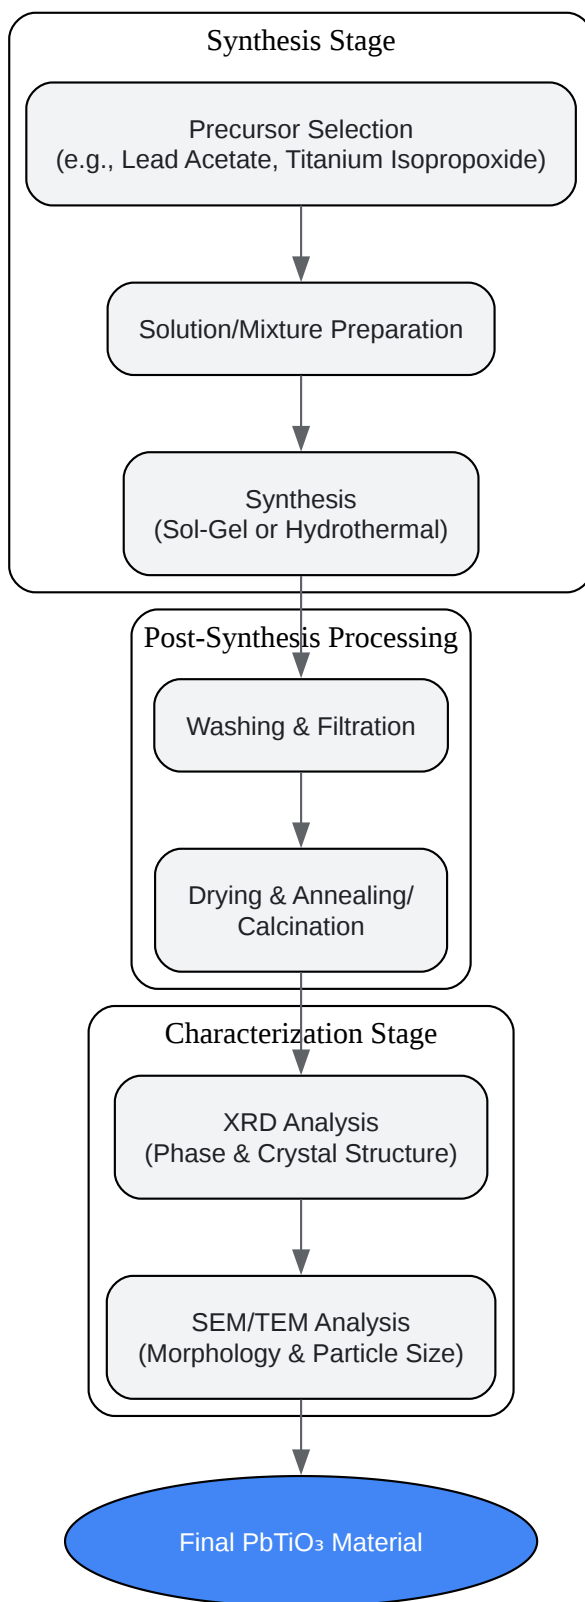 Synthesis Stage
Precursor Selection
(e.g., Lead Acetate, Titanium Isopropoxide)
Solution/Mixture Preparation
Synthesis
(Sol-Gel or Hydrothermal)
Post-Synthesis Processing
Washing & Filtration
Drying & Annealing/
Calcination
Characterization Stage
XRD Analysis
(Phase & Crystal Structure)
SEM/TEM Analysis
(Morphology & Particle Size)
Final PbTiO₃ Material